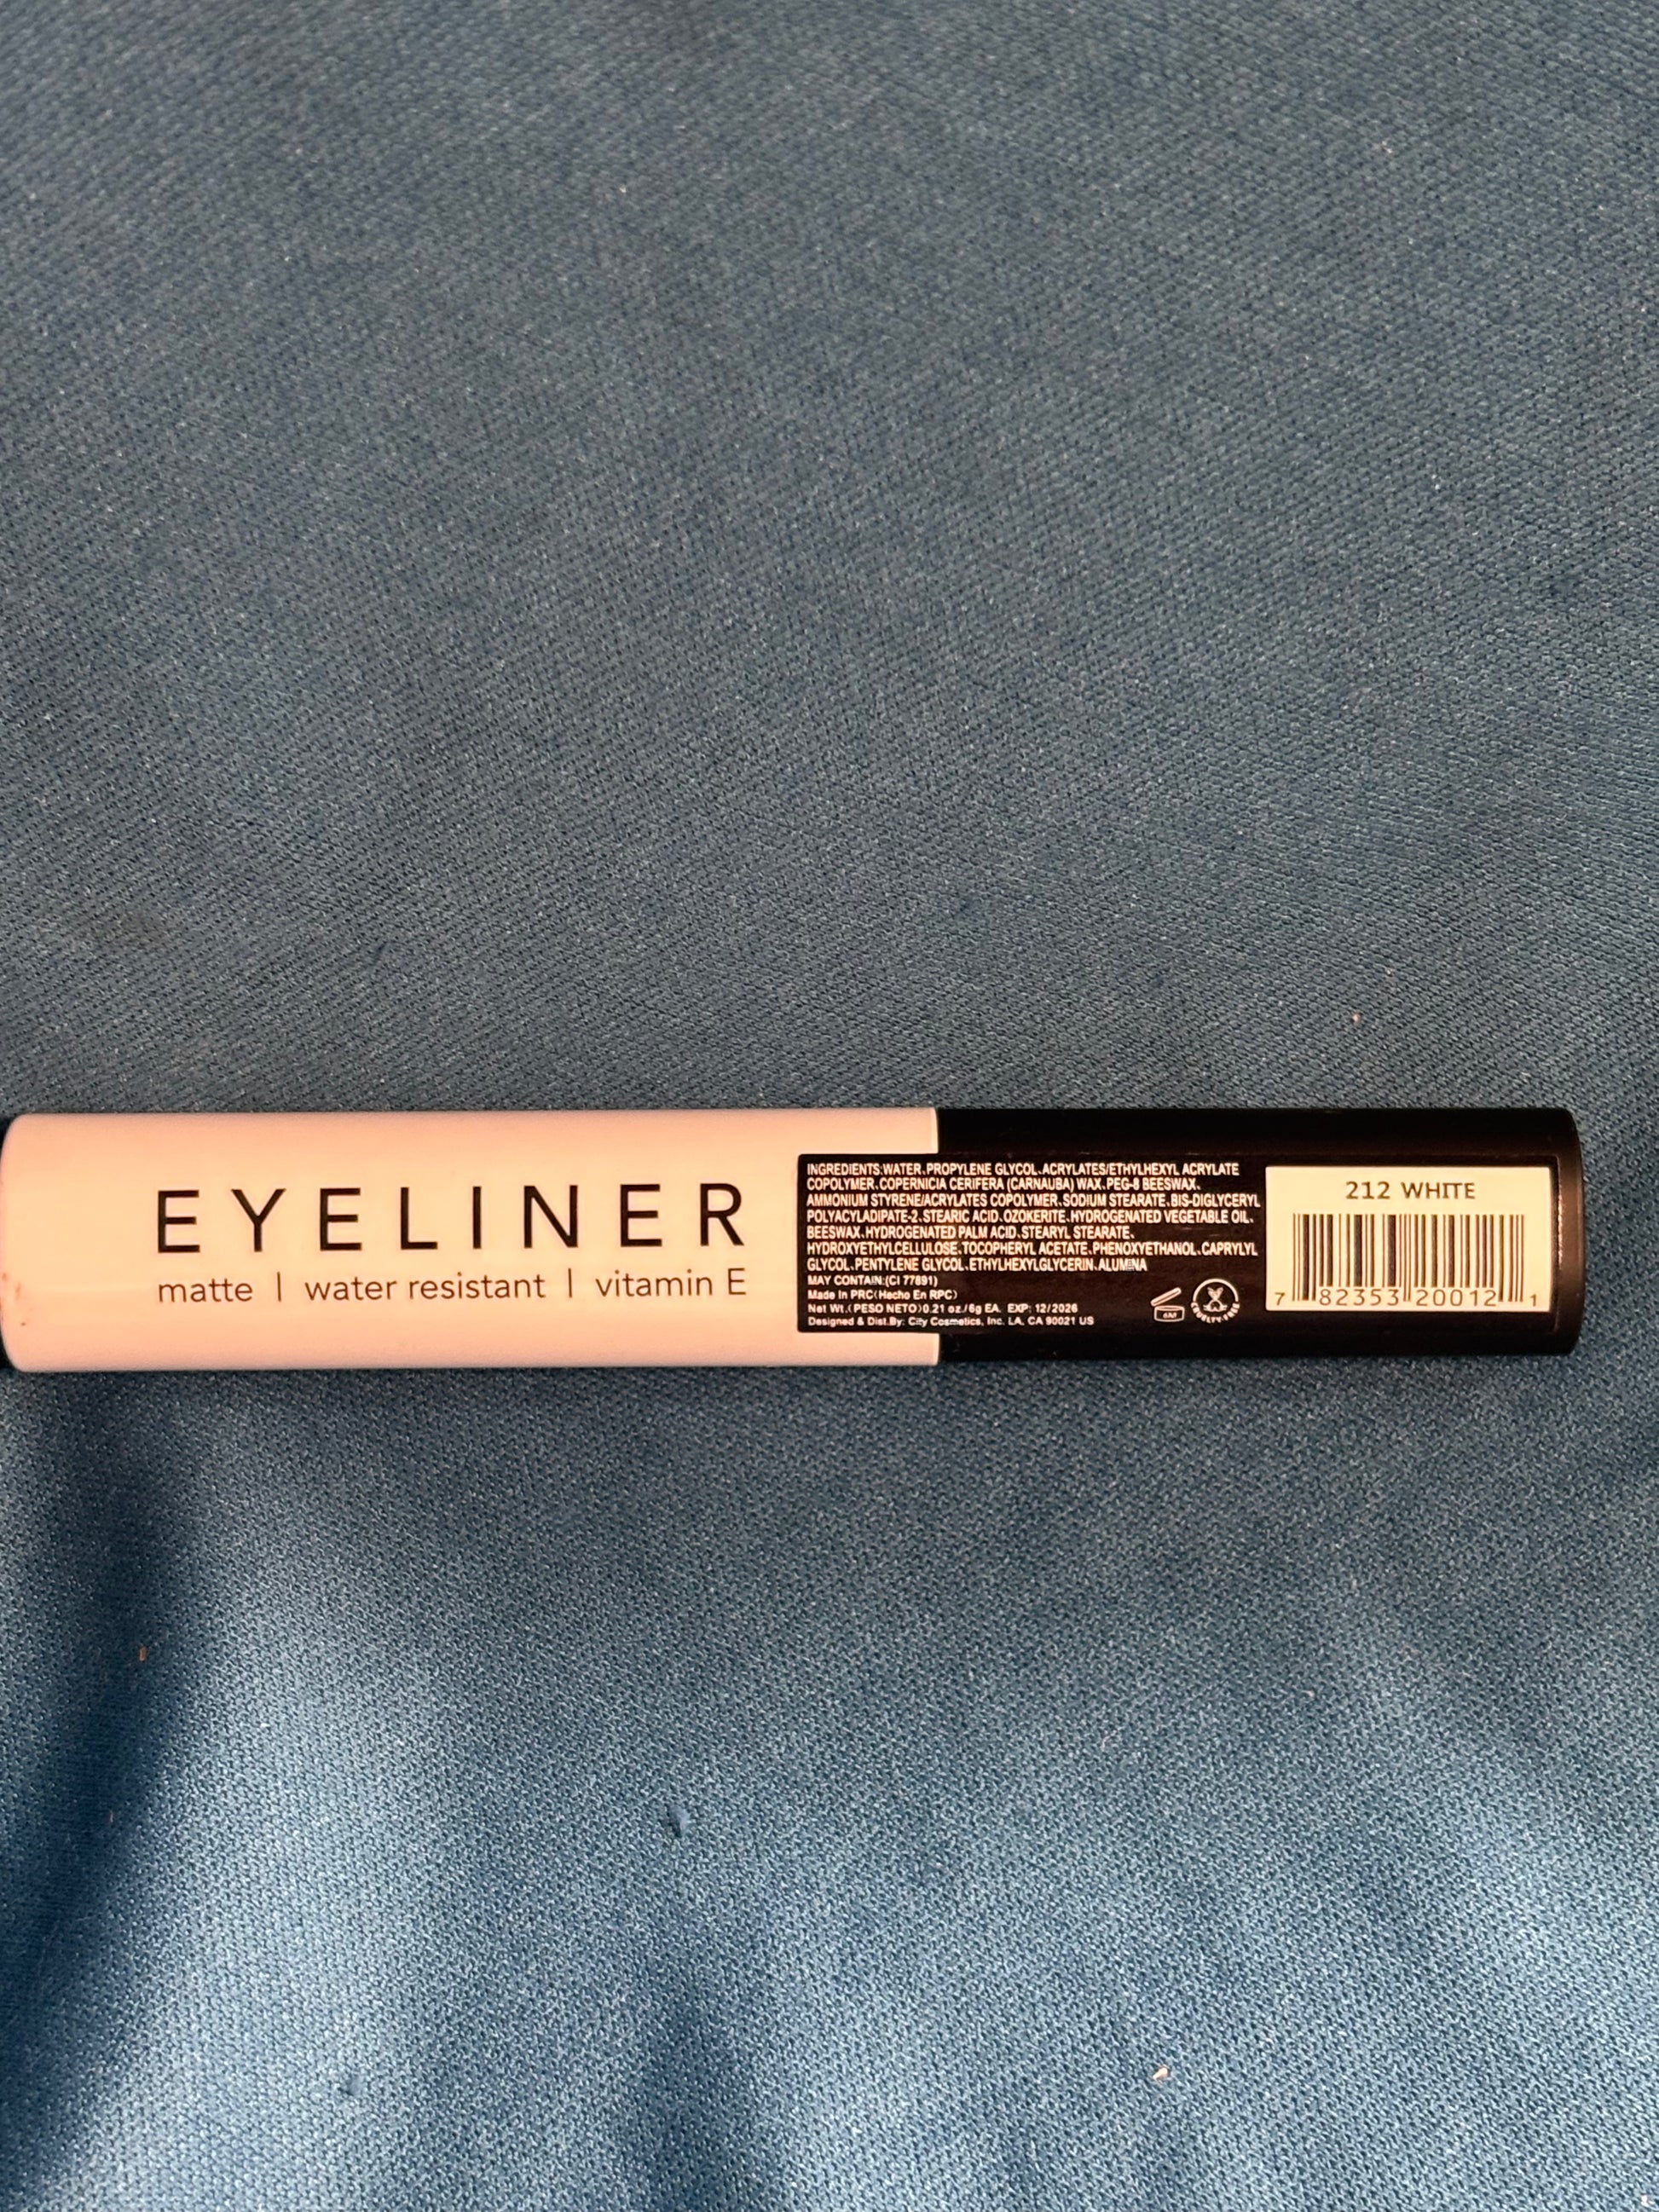 EYELINER
matte | water resistant | vitamin E
INGREDIENTS:WATER、PROPYLENE GLYCOL、ACRYLATES/ETHYLHEXYL ACRYLATE
COPOLYMER、COPERNICIA CERIFERA (CARNAUBA) WAX、PEG-8 BEESWAX、
AMMONIUM STYRENE/ACRYLATES COPOLYMER、SODIUM STEARATE、BIS-DIGLYCERYL
POLYACYLADIPATE-2、STEARIC ACID、OZOKERITE、HYDROGENATED VEGETABLE OIL、
BEESWAX、HYDROGENATED PALM ACID、STEARYL STEARATE、
HYDROXYETHYLCELLULOSE、TOCOPHERYL ACETATE、PHENOXYETHANOL、CAPRYLYL
GLYCOL、PENTYLENE GLYCOL、ETHYLHEXYLGLYCERIN、ALUMINA
MAY CONTAIN:(CI 77891)
Made In PRC(Hecho En RPC)
Net Wt.(PESO NETO)0.21 oz./6g EA. EXP: 12/2026
Designed & Dist.By: City Cosmetics, Inc. LA, CA 90021 US
6M
CRUELTY-FREE
212 WHITE
7 82353 20012 1